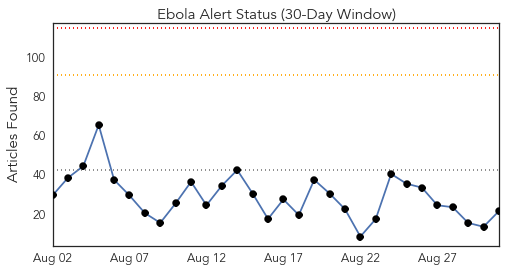 Ebola Alert Status (30-Day Window)
Articles Found
100
80
60
40
20
Aug 02 Aug 07 Aug 12 Aug 17 Aug 22 Aug 27